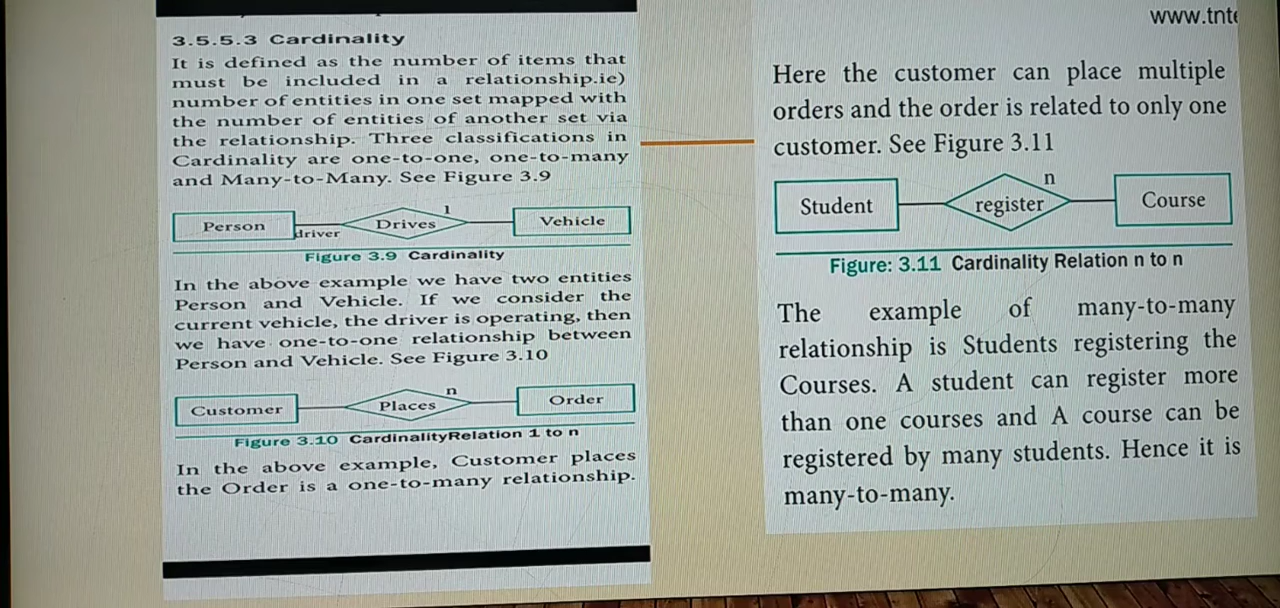 3.5.5.3 Cardinality
It is defined as the number of items that
must be included in a relationship.ie)
number of entities in one set mapped with
the number of entities of another set via
the relationship. Three classifications in
Cardinality are one-to-one, one-to-many
and Many-to-Many. See Figure 3.9
1
Person
Drives
Vehicle
driver
Figure 3.9 Cardinality
In the above example we have two entities
Person and Vehicle. If we consider the
current vehicle, the driver is operating, then
we have one-to-one relationship between
Person and Vehicle. See Figure 3.10
n
Customer
Places
Order
Figure 3.10 CardinalityRelation 1 to n
In the above example, Customer places
the Order is a one-to-many relationship.
www.tnte
Here the customer can place multiple
orders and the order is related to only one
customer. See Figure 3.11
n
Student
register
Course
Figure: 3.11 Cardinality Relation n to n
The example of many-to-many
relationship is Students registering the
Courses. A student can register more
than one courses and A course can be
registered by many students. Hence it is
many-to-many.